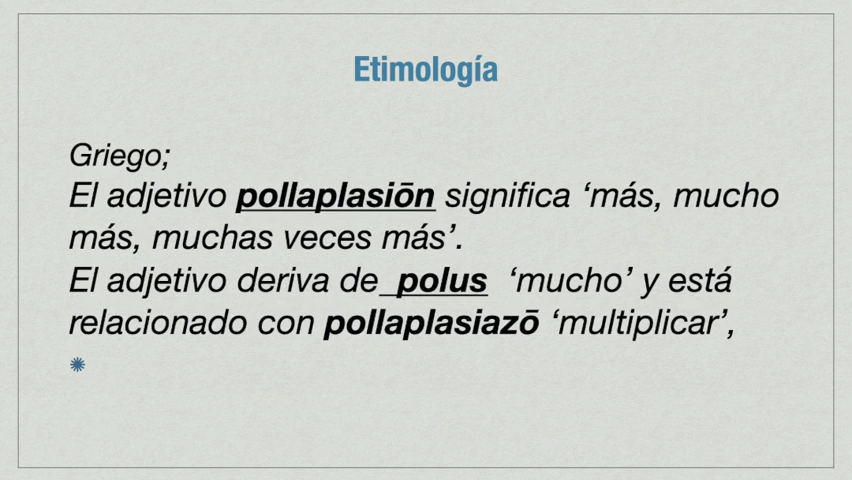 Etimología
Griego;
El adjetivo pollaplasiōn significa ‘más, mucho
más, muchas veces más’.
El adjetivo deriva de  polus  ‘mucho’ y está
relacionado con pollaplasiazō ‘multiplicar’,